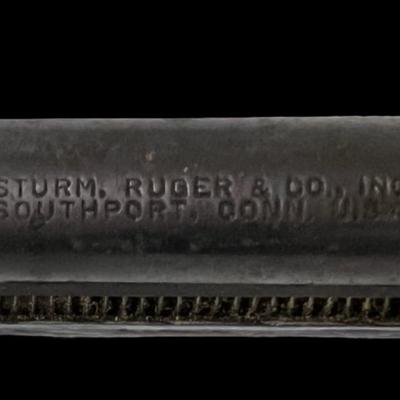 STURM, RUGER & CO., INC
SOUTHPORT, CONN. U.S.A